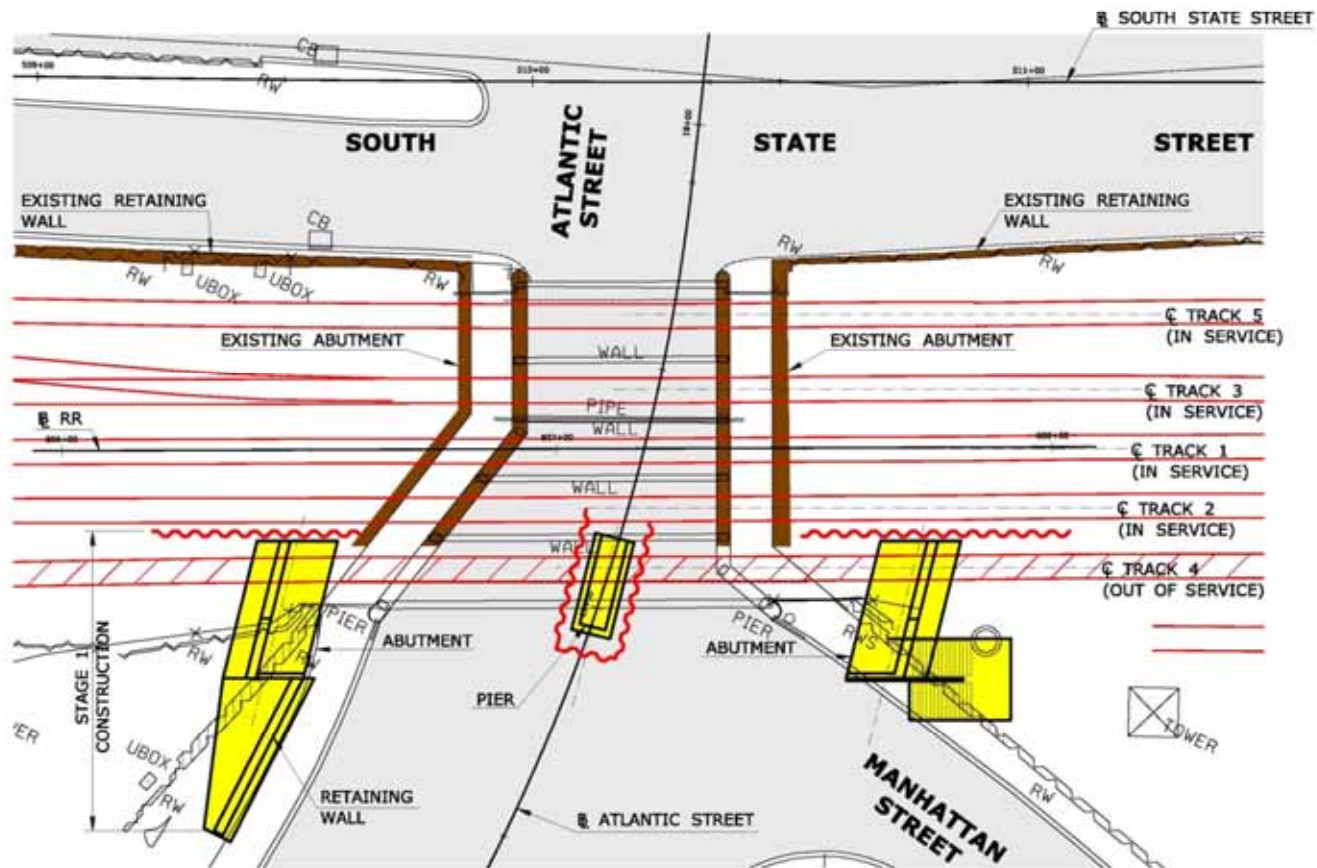 ℄ SOUTH STATE STREET
CB
RW
SOUTH
ATLANTIC
STREET
STATE
STREET
EXISTING RETAINING
WALL
CB
EXISTING RETAINING
WALL
RW
RW
UBOX
UBOX
RW
RW
℄ TRACK 5
(IN SERVICE)
EXISTING ABUTMENT
WALL
EXISTING ABUTMENT
℄ TRACK 3
(IN SERVICE)
PIPE
WALL
RR
℄ TRACK 1
(IN SERVICE)
WALL
℄ TRACK 2
(IN SERVICE)
WALL
℄ TRACK 4
(OUT OF SERVICE)
STAGE 1
CONSTRUCTION
RW
PIER
RW
ABUTMENT
PIER
RWS
ABUTMENT
PIER
UBOX
RW
TOWER
RETAINING
WALL
ATLANTIC STREET
MANHATTAN
STREET
RW